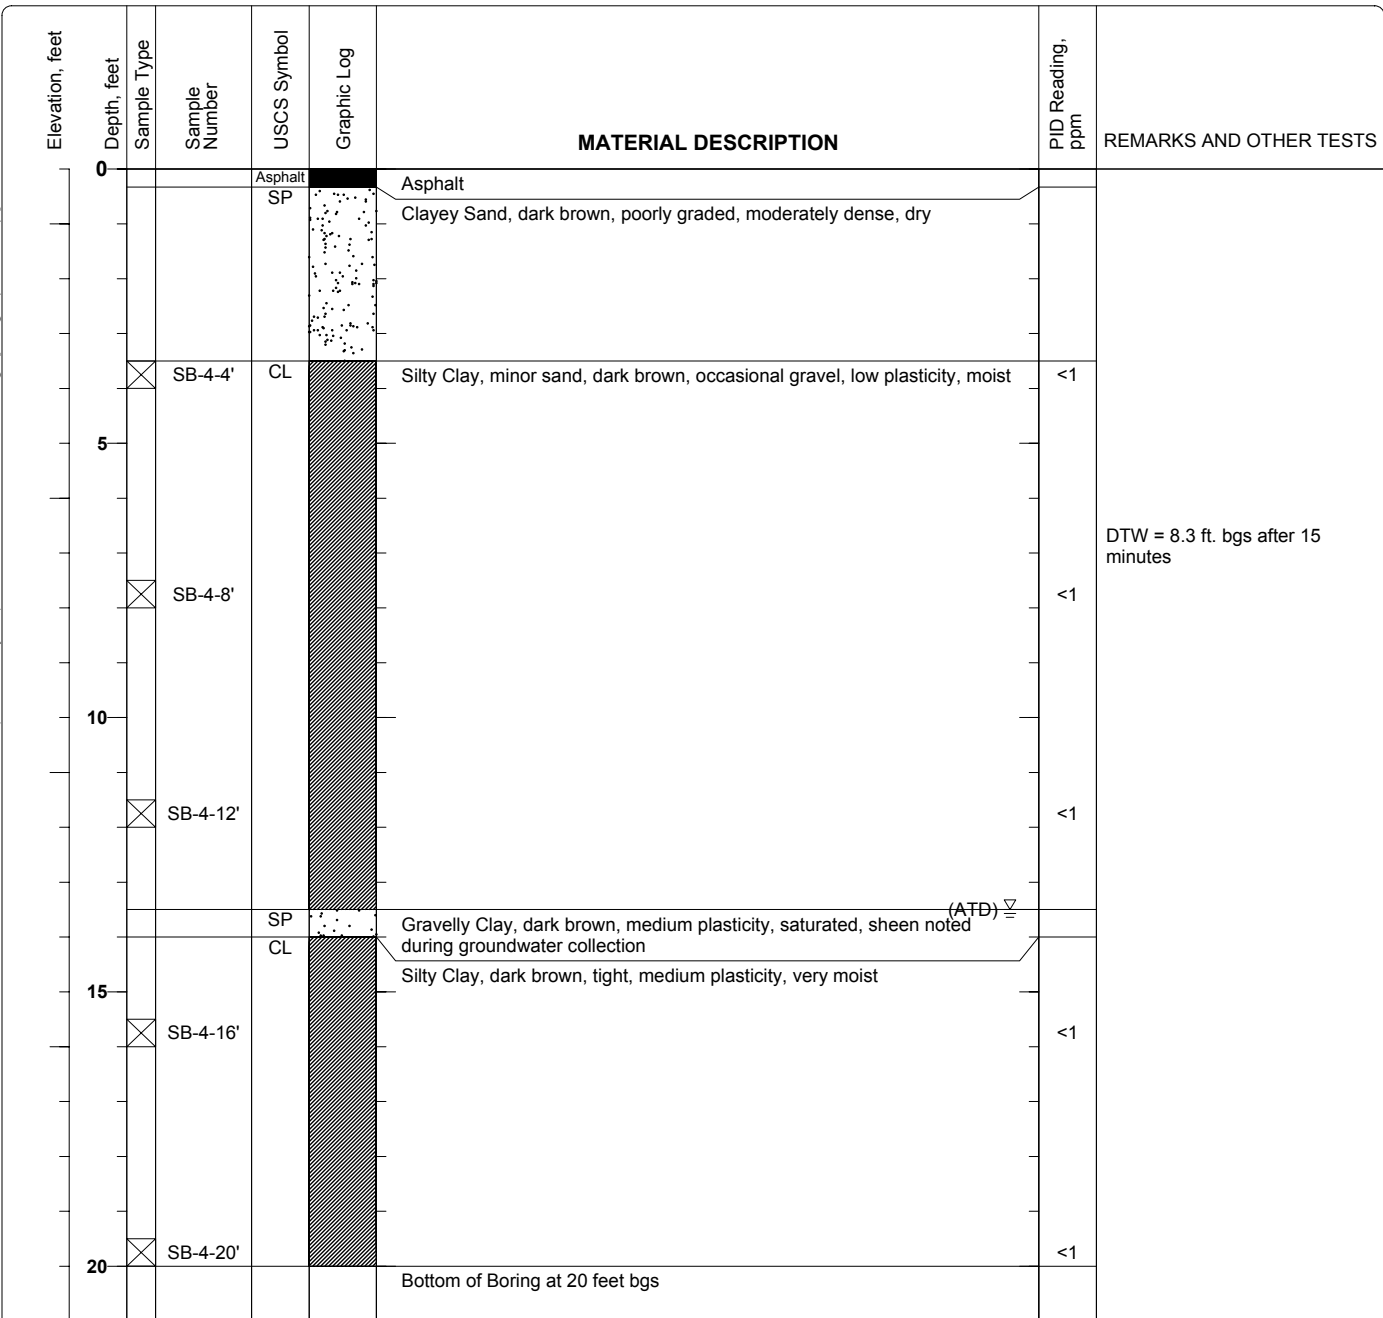 Elevation, feet
Depth, feet
Sample Type
Sample
Number
USCS Symbol
Graphic Log
MATERIAL DESCRIPTION
PID Reading,
ppm
REMARKS AND OTHER TESTS
0
Asphalt
Asphalt
SP
Clayey Sand, dark brown, poorly graded, moderately dense, dry
SB-4-4'
CL
Silty Clay, minor sand, dark brown, occasional gravel, low plasticity, moist
<1
5
DTW = 8.3 ft. bgs after 15
minutes
SB-4-8'
<1
10
SB-4-12'
<1
(ATD)
SP
Gravelly Clay, dark brown, medium plasticity, saturated, sheen noted
during groundwater collection
CL
Silty Clay, dark brown, tight, medium plasticity, very moist
15
SB-4-16'
<1
SB-4-20'
<1
20
Bottom of Boring at 20 feet bgs